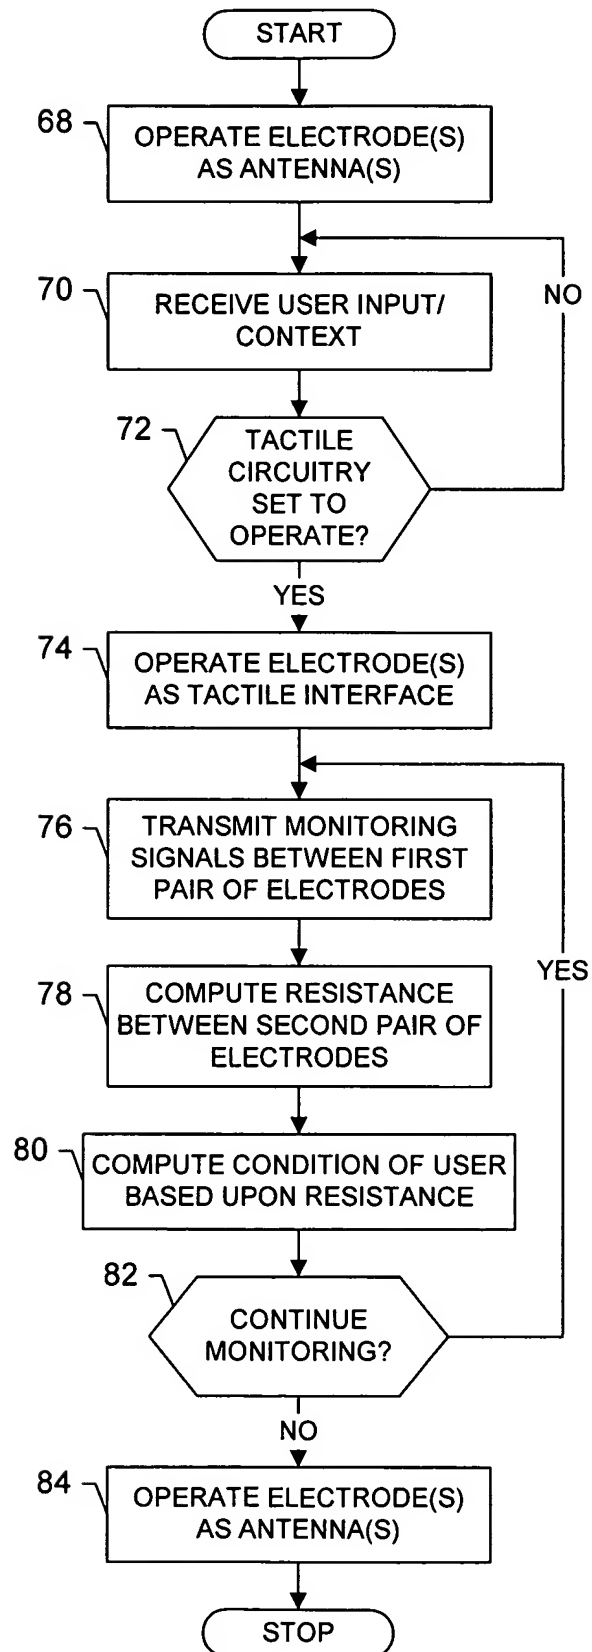 START
68
OPERATE ELECTRODE(S)
AS ANTENNA(S)
70
RECEIVE USER INPUT/
CONTEXT
NO
72
TACTILE
CIRCUITRY
SET TO
OPERATE?
YES
74
OPERATE ELECTRODE(S)
AS TACTILE INTERFACE
76
TRANSMIT MONITORING
SIGNALS BETWEEN FIRST
PAIR OF ELECTRODES
YES
78
COMPUTE RESISTANCE
BETWEEN SECOND PAIR OF
ELECTRODES
80
COMPUTE CONDITION OF USER
BASED UPON RESISTANCE
82
CONTINUE
MONITORING?
NO
84
OPERATE ELECTRODE(S)
AS ANTENNA(S)
STOP